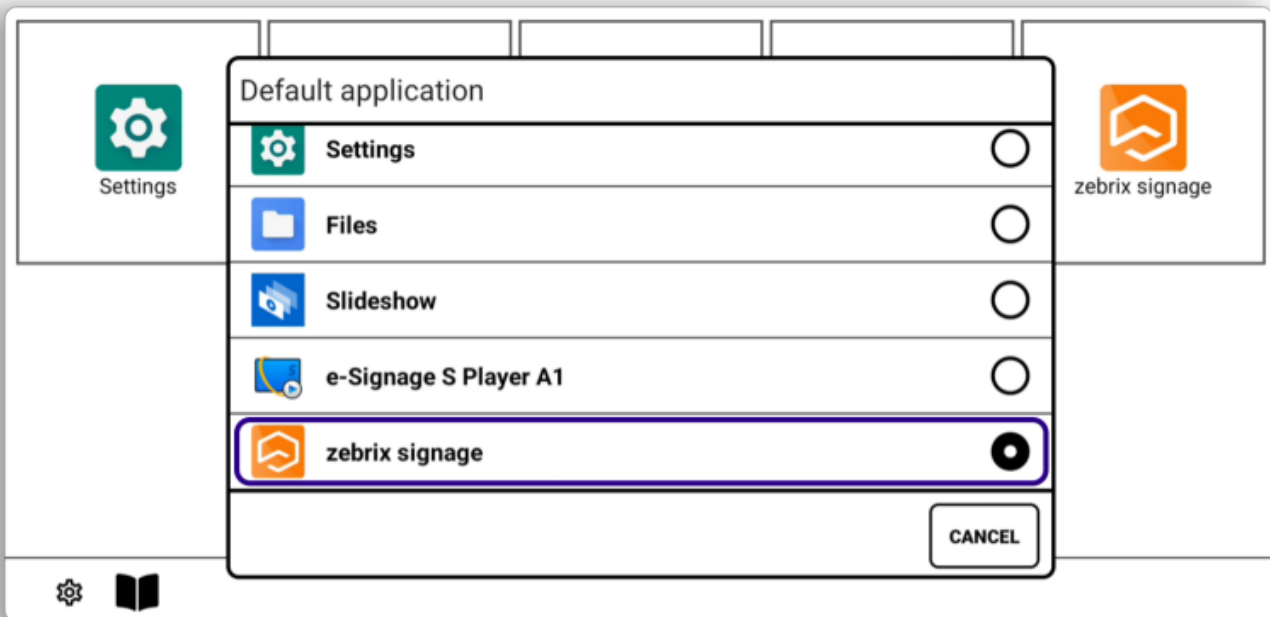 Default application
Settings
Settings
Files
Slideshow
e-Signage S Player A1
zebrix signage
CANCEL
zebrix signage